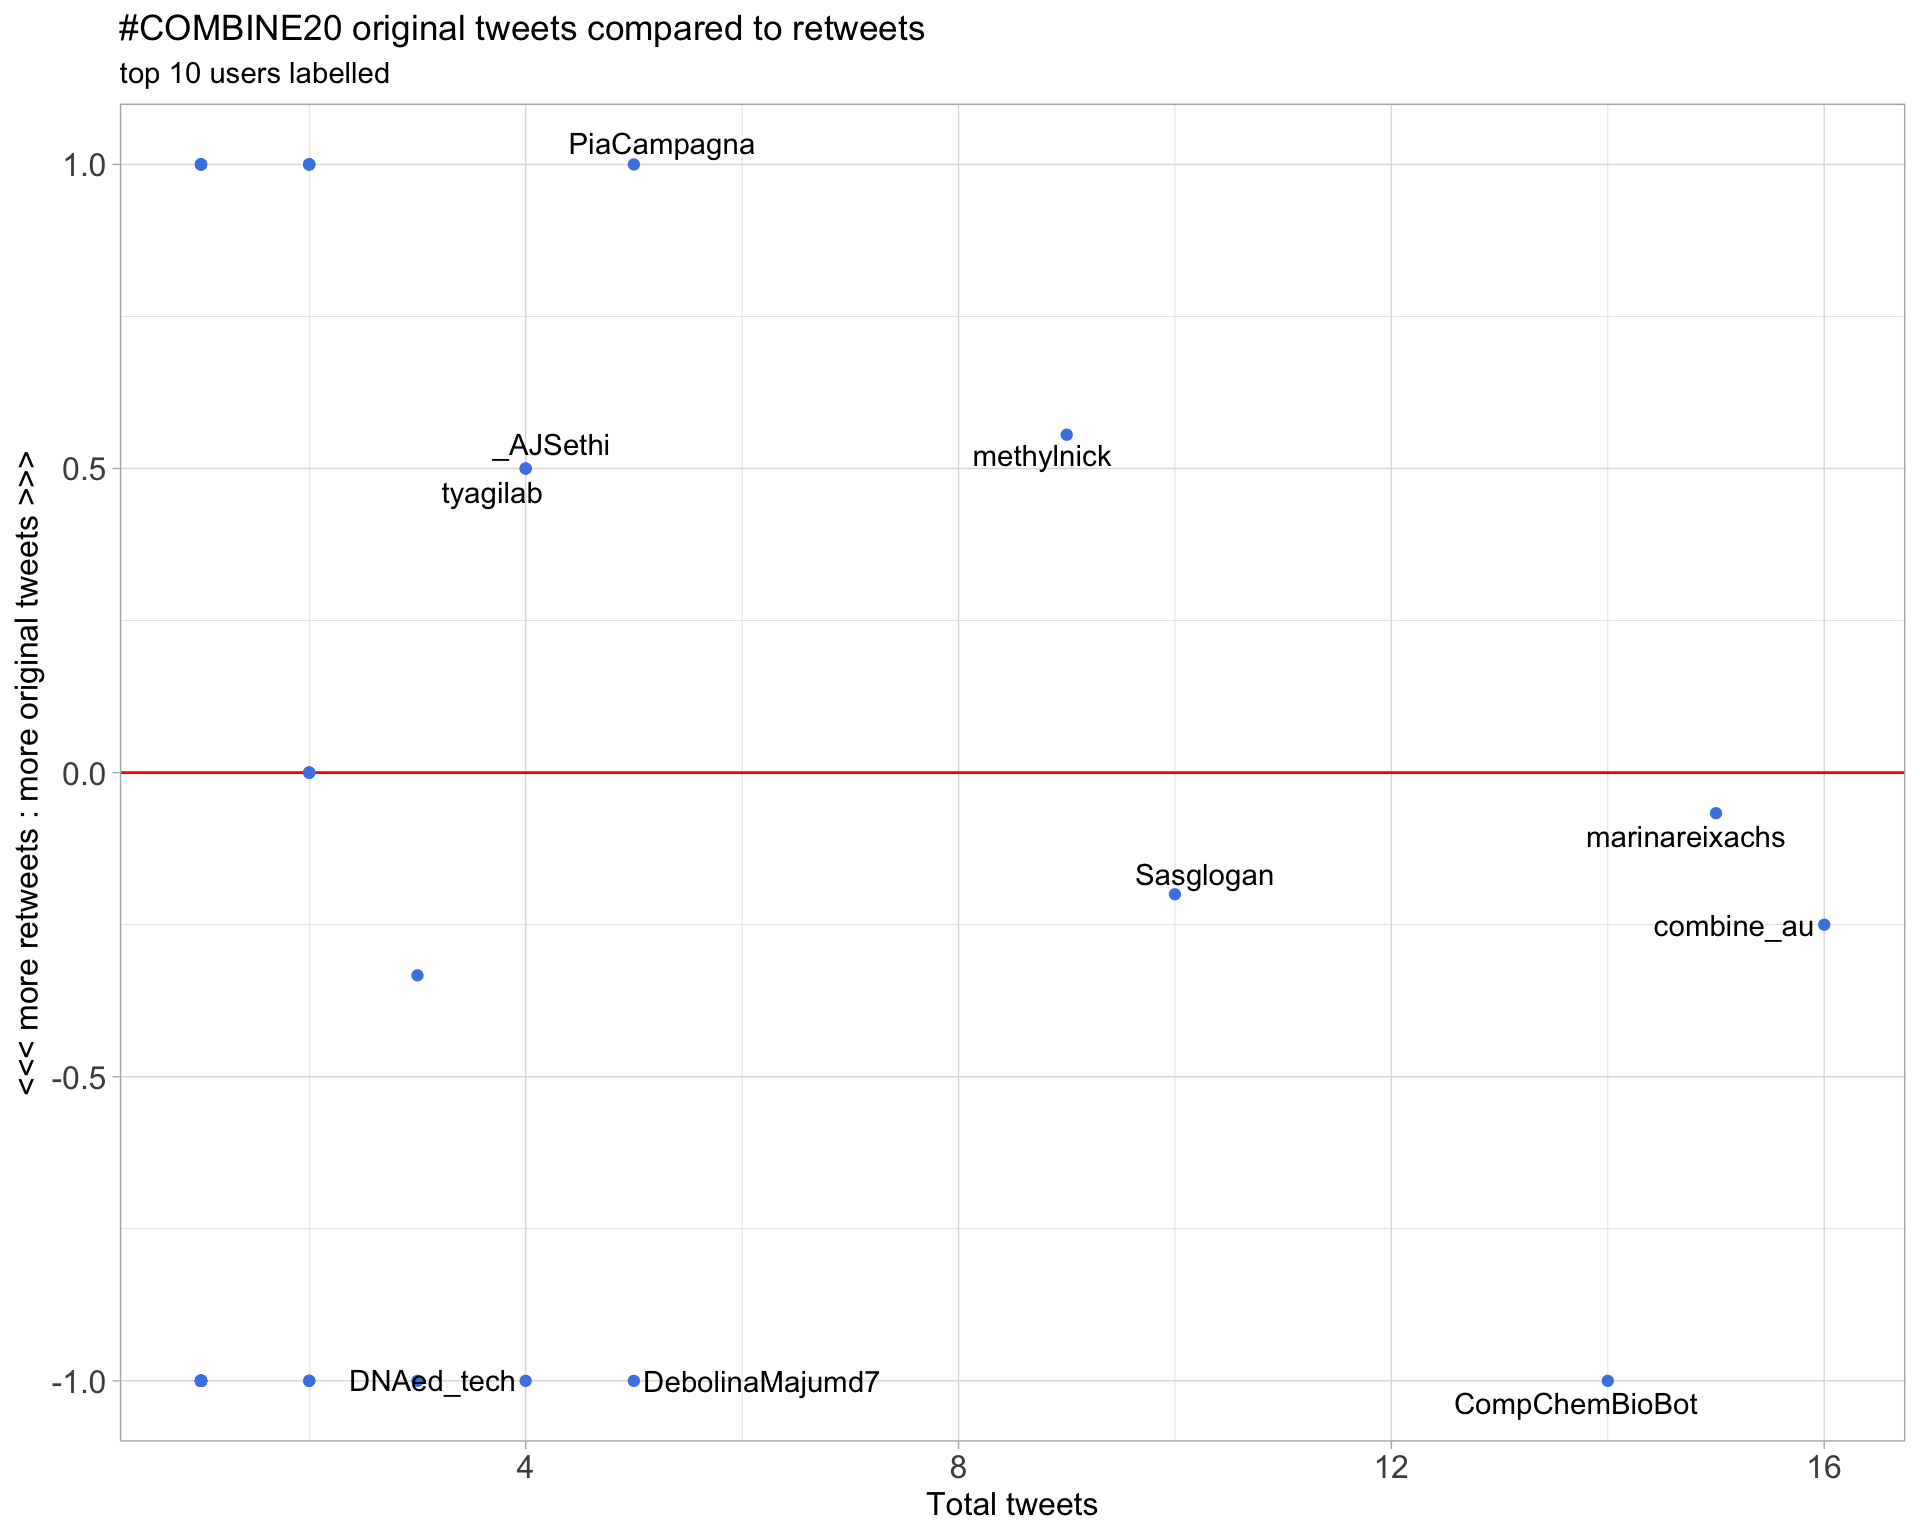 #COMBINE20 original tweets compared to retweets
top 10 users labelled
<<< more retweets : more original tweets >>>
1.0
0.5
0.0
-0.5
-1.0
PiaCampagna
_AJSethi
methylnick
tyagilab
marinareixachs
Sasglogan
combine_au
DNAed_tech
DebolinaMajumd7
CompChemBioBot
4
8
12
16
Total tweets